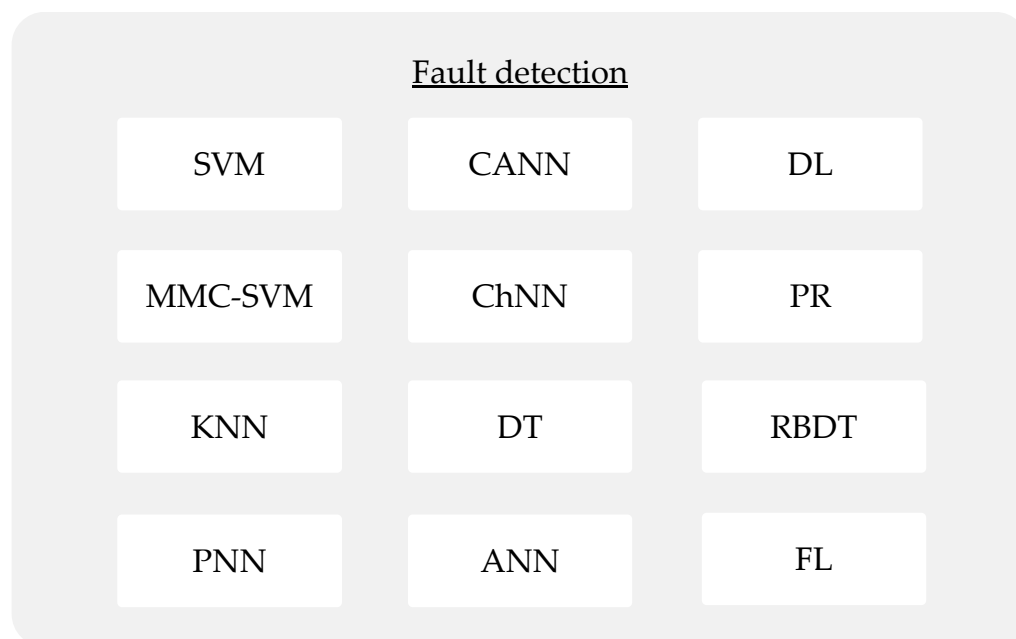 Fault detection
SVM
CANN
DL
MMC-SVM
ChNN
PR
KNN
DT
RBDT
PNN
ANN
FL